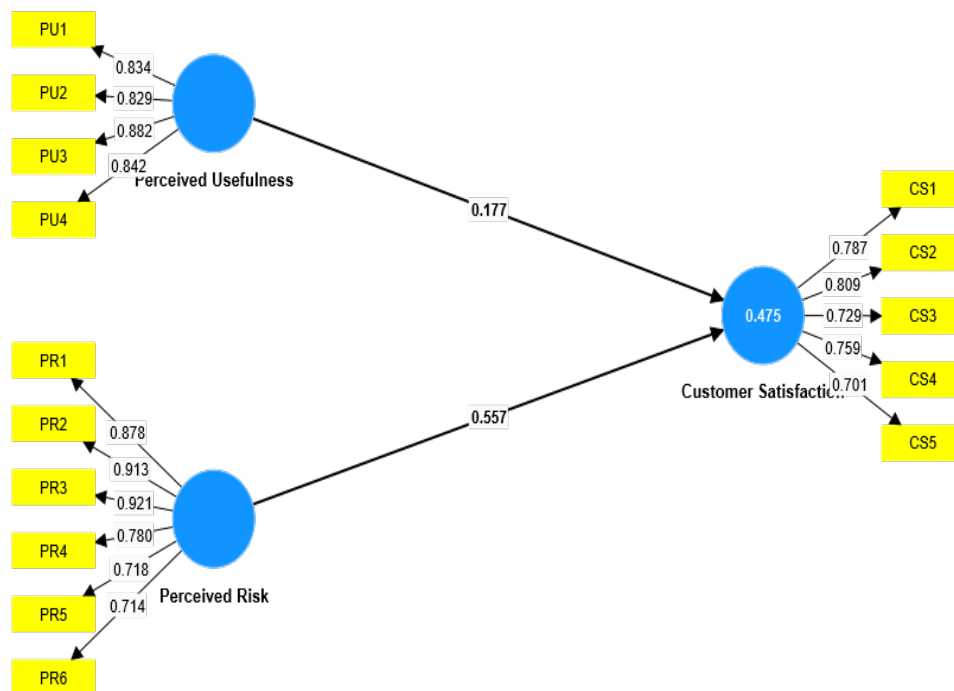 PU1
0.834
PU2
0.829
PU3
0.882
PU4
0.842
Perceived Usefulness
0.177
CS1
0.787
CS2
0.809
0.475
CS3
0.729
CS4
0.759
Customer Satisfaction
0.701
CS5
PR1
0.878
0.557
PR2
0.913
PR3
0.921
PR4
0.780
PR5
0.718
0.714
Perceived Risk
PR6